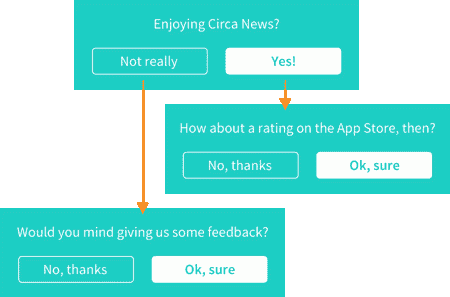 Enjoying Circa News?
Not really
Yes!
How about a rating on the App Store, then?
No, thanks
Ok, sure
Would you mind giving us some feedback?
No, thanks
Ok, sure